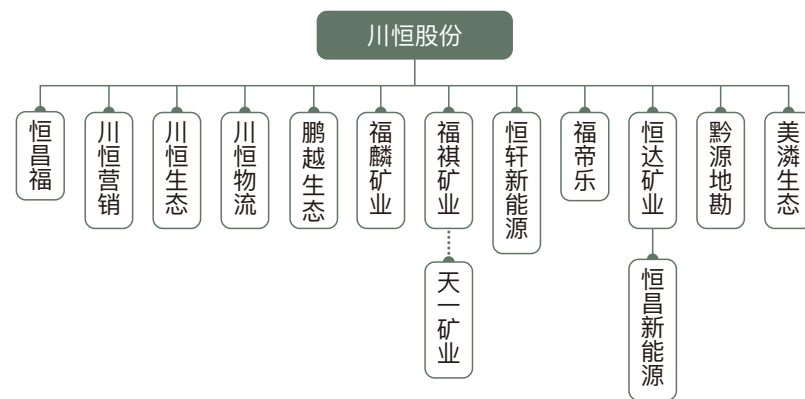 川恒股份
恒昌福
川恒营销
川恒生态
川恒物流
鹏越生态
福麟矿业
福祺矿业
恒轩新能源
福帝乐
恒达矿业
黔源地勘
美潾生态
天一矿业
恒昌新能源